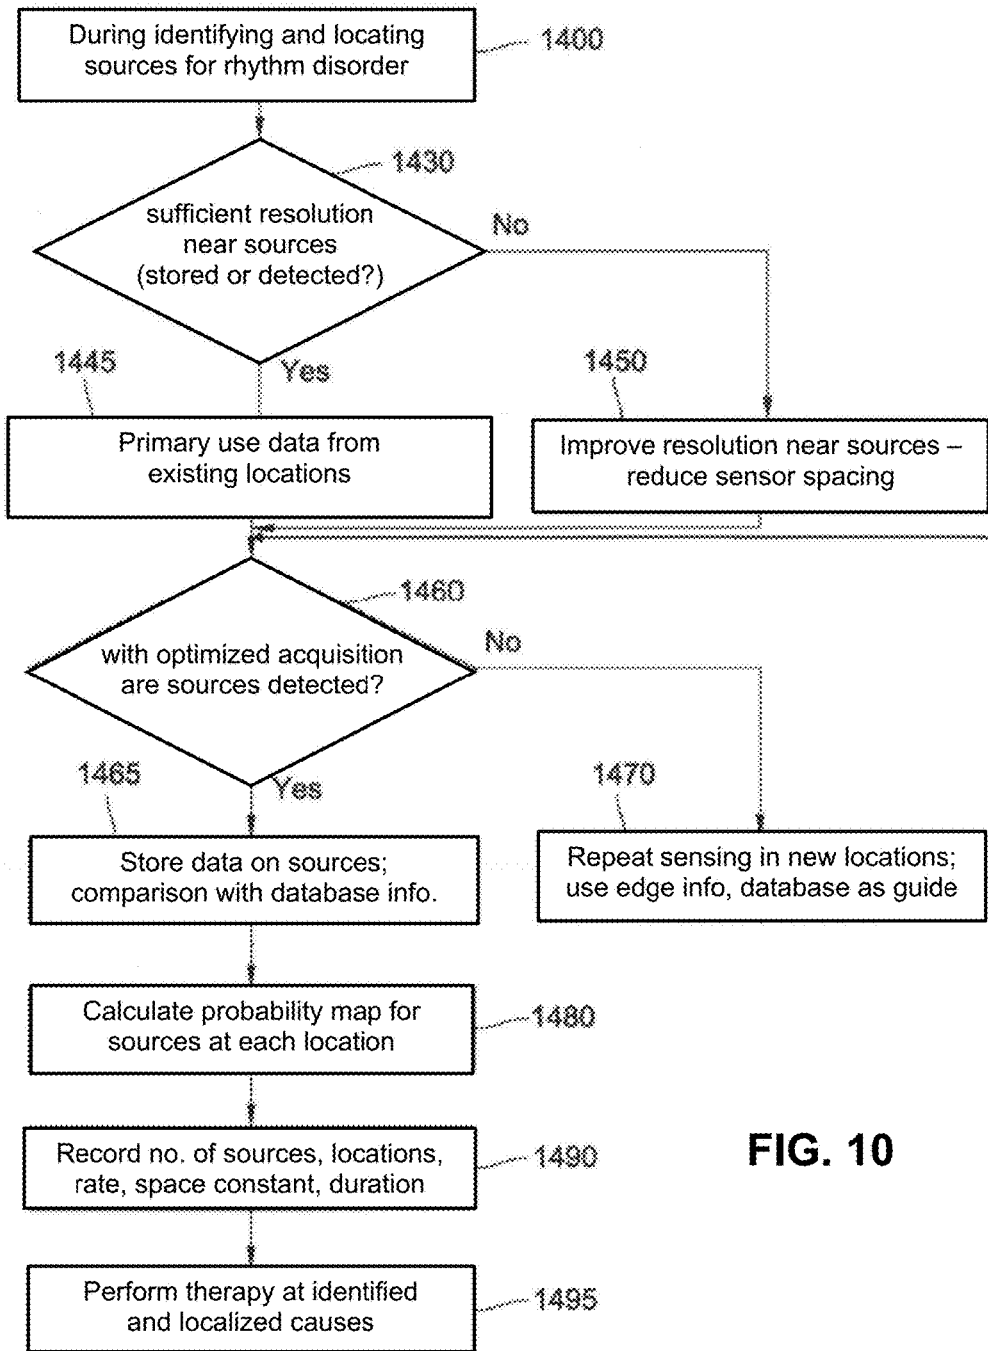 During identifying and locating
sources for rhythm disorder
1400
1430
sufficient resolution
near sources
(stored or detected?)
No
Yes
1445
Primary use data from
existing locations
1450
Improve resolution near sources –
reduce sensor spacing
1460
with optimized acquisition
are sources detected?
No
Yes
1465
Store data on sources;
comparison with database info.
1470
Repeat sensing in new locations;
use edge info, database as guide
Calculate probability map for
sources at each location
1480
Record no. of sources, locations,
rate, space constant, duration
1490
FIG. 10
Perform therapy at identified
and localized causes
1495